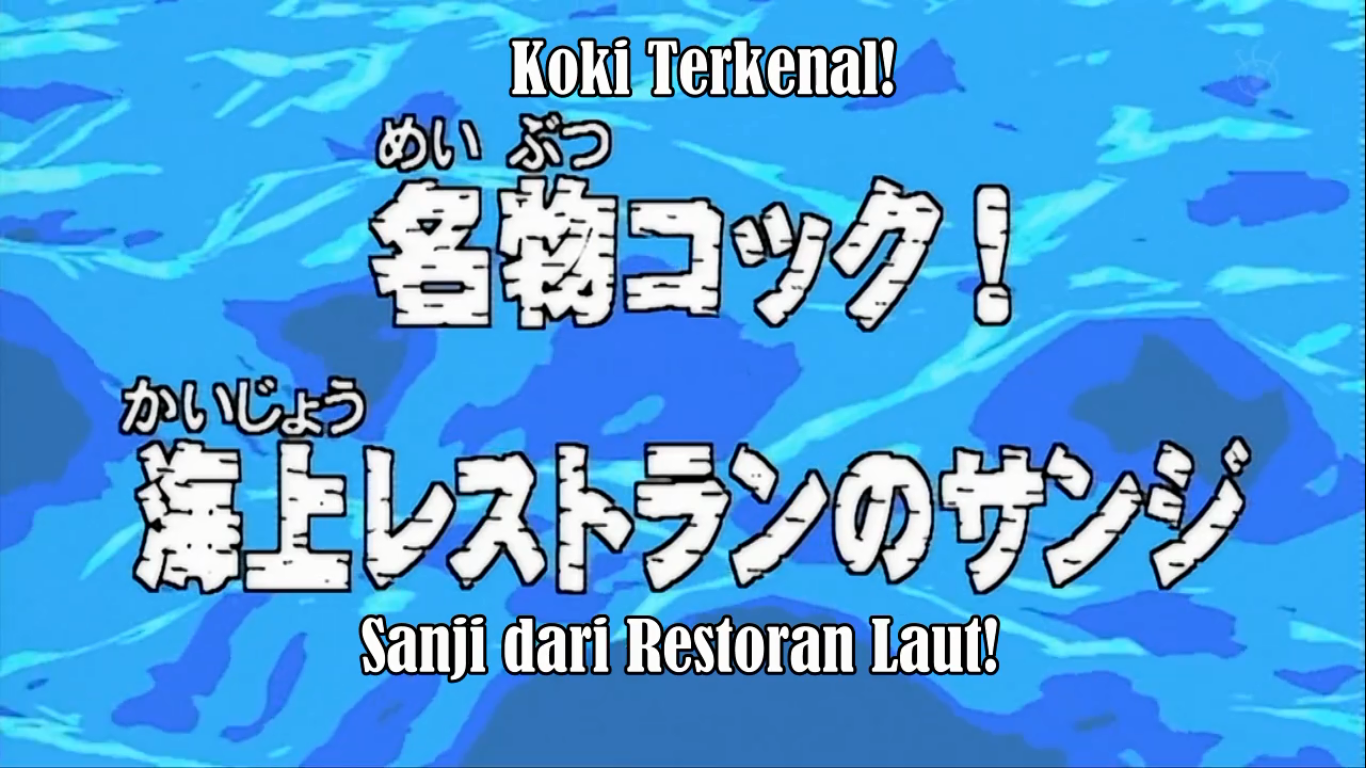 Koki Terkenal!
めい ぶつ
名物コック!
かいじょう
海上レストランのサンジ
Sanji dari Restoran Laut!